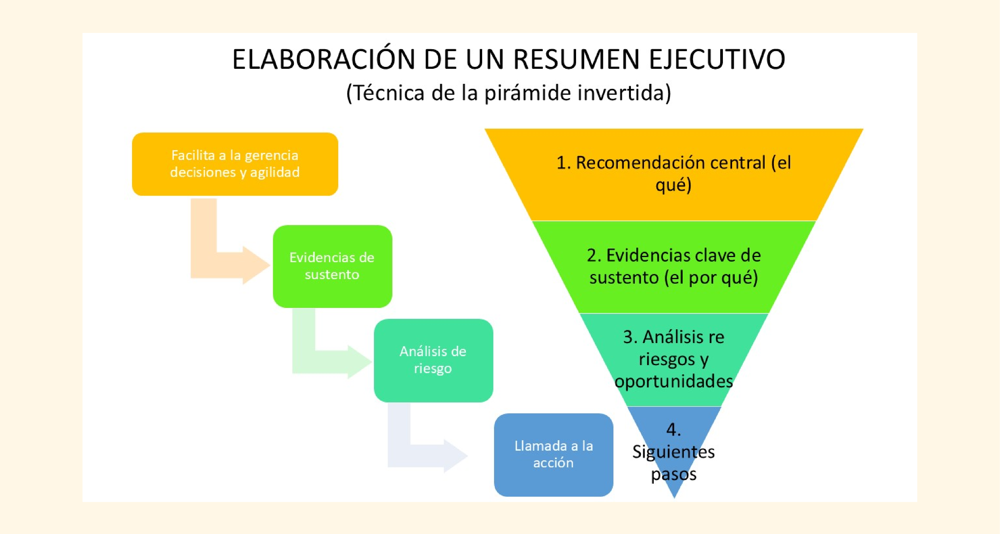 ELABORACIÓN DE UN RESUMEN EJECUTIVO
(Técnica de la pirámide invertida)
Facilita a la gerencia
decisiones y agilidad
Evidencias de
sustento
Análisis de
riesgo
Llamada a la
acción
1. Recomendación central (el
qué)
2. Evidencias clave de
sustento (el por qué)
3. Análisis re
riesgos y
oportunidades
4.
Siguientes
pasos